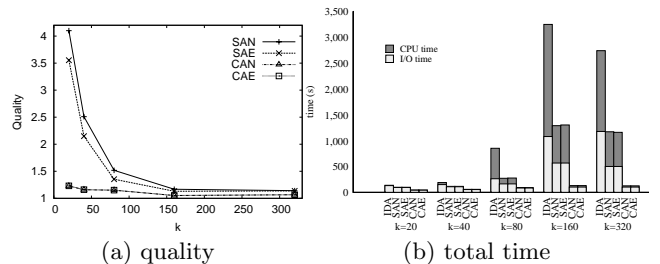 4
3.5
3
2.5
2
1.5
1
0 50 100 150 200 250 300
Quality
k
SAN
SAE
CAN
CAE
(a) quality
3,500
3,000
2,500
2,000
1,500
1,000
500
0
time (s)
CPU time
I/O time
IDA SAN SAE CAN CAE IDA SAN SAE CAN CAE IDA SAN SAE CAN CAE IDA SAN SAE CAN CAE IDA SAN SAE CAN CAE
k=20 k=40 k=80 k=160 k=320
(b) total time